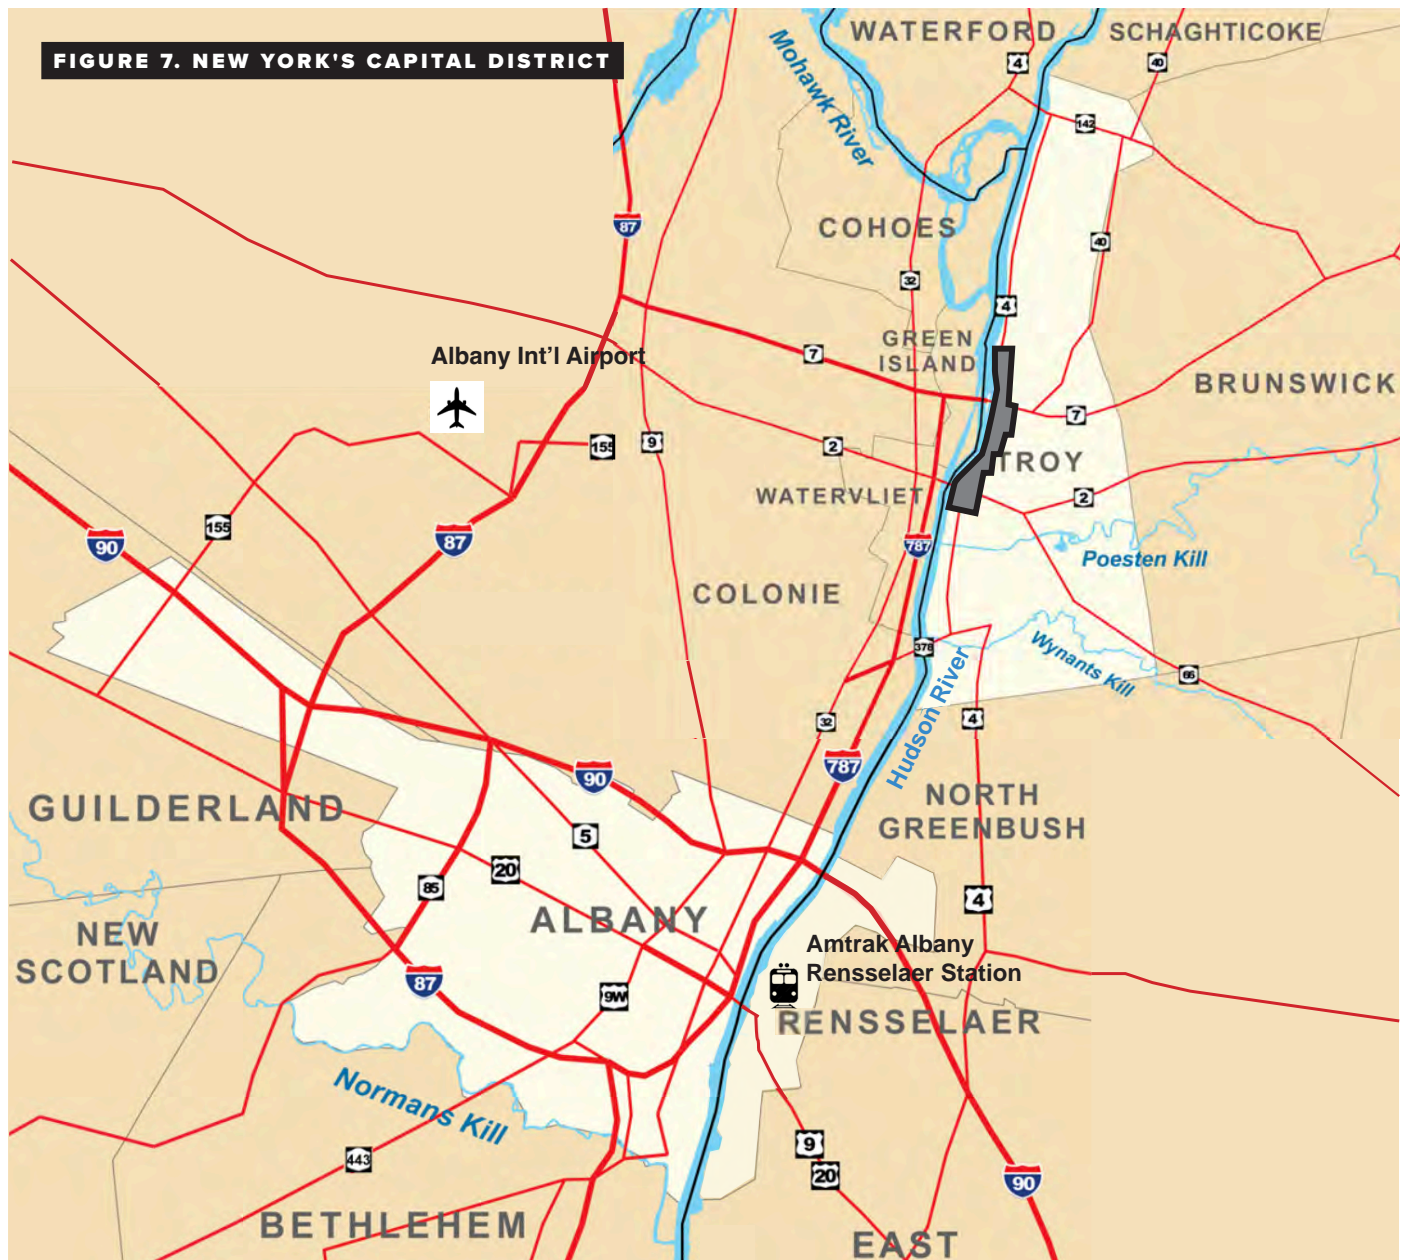 WATERFORD
SCHAGHTICOKE
FIGURE 7. NEW YORK'S CAPITAL DISTRICT
4
40
Mohawk River
142
87
COHOES
40
32
4
GREEN
ISLAND
Albany Int'l Airport
7
BRUNSWICK
7
155
9
2
TROY
WATERVLIET
2
155
90
87
787
Poesten Kill
COLONIE
378
Wynants Kill
66
Hudson River
32
4
787
90
NORTH
GREENBUSH
GUILDERLAND
5
20
85
4
ALBANY
NEW
SCOTLAND
Amtrak Albany
Rensselaer Station
87
9W
RENSSELAER
Normans Kill
443
9
20
90
BETHLEHEM
EAST